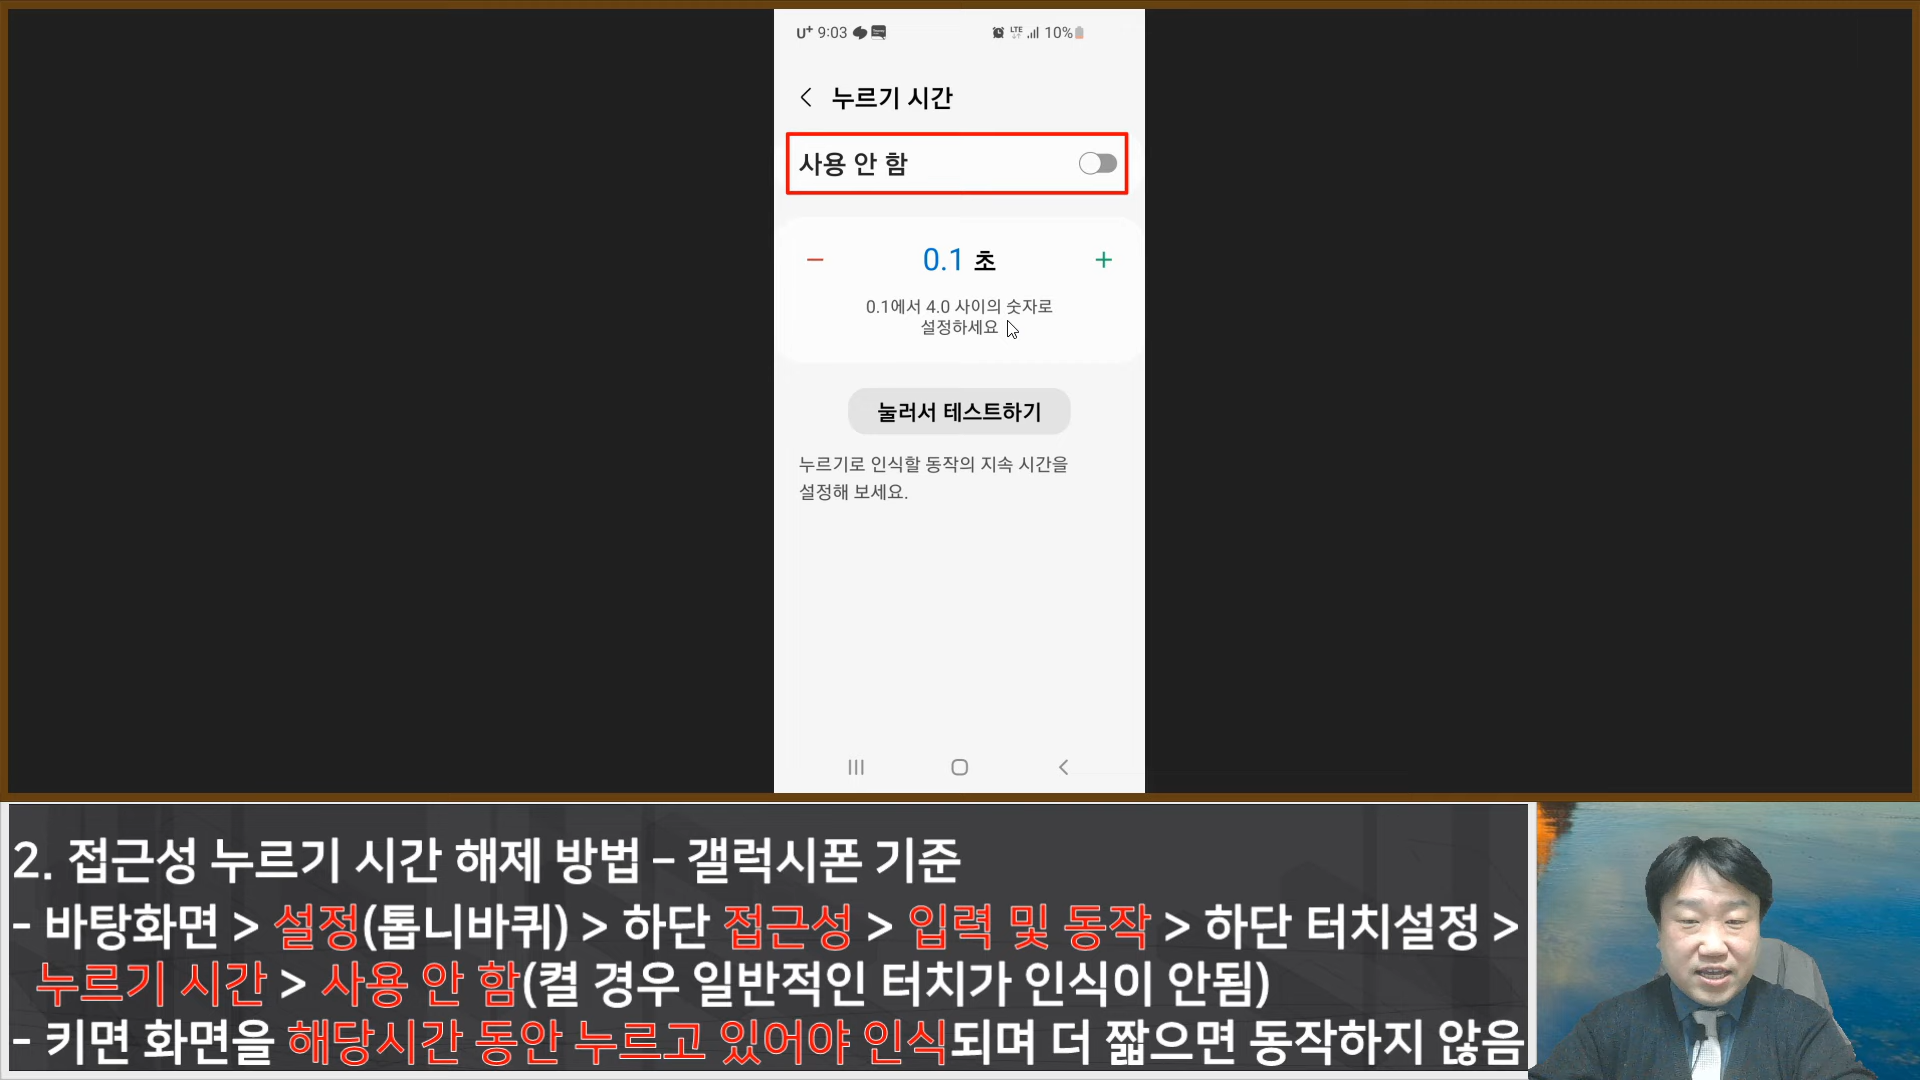 U+ 9:03 LTE 10%
누르기 시간
사용 안 함
0.1 초
0.1에서 4.0 사이의 숫자로
설정하세요
눌러서 테스트하기
누르기로 인식할 동작의 지속 시간을
설정해 보세요.
2. 접근성 누르기 시간 해제 방법 – 갤럭시폰 기준
- 바탕화면 > 설정(톱니바퀴) > 하단 접근성 > 입력 및 동작 > 하단 터치설정 >
누르기 시간 > 사용 안 함(켤 경우 일반적인 터치가 인식이 안됨)
- 키면 화면을 해당시간 동안 누르고 있어야 인식되며 더 짧으면 동작하지 않음